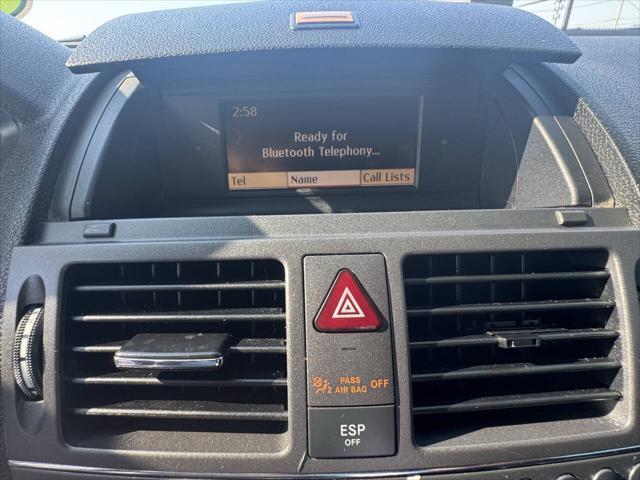 2:58
Ready for
Bluetooth Telephony...
Tel Name Call Lists
PASS
2 AIR BAG OFF
ESP
OFF